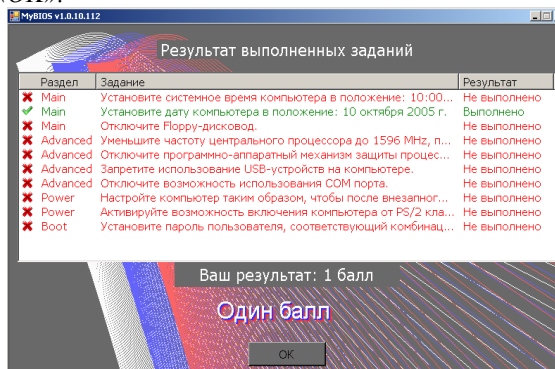 MyBIOS v1.0.10.112
Результат выполненных заданий
Раздел Задание Результат
Main Установите системное время компьютера в положение: 10:00... Не выполнено
Main Установите дату компьютера в положение: 10 октября 2005 г. Выполнено
Main Отключите Floppy-дисковод. Не выполнено
Advanced Уменьшите частоту центрального процессора до 1596 MHz, п... Не выполнено
Advanced Отключите программно-аппаратный механизм защиты процес... Не выполнено
Advanced Запретите использование USB-устройств на компьютере. Не выполнено
Advanced Отключите возможность использования COM порта. Не выполнено
Power Настройте компьютер таким образом, чтобы после внезапног... Не выполнено
Power Активируйте возможность включения компьютера от PS/2 кла... Не выполнено
Boot Установите пароль пользователя, соответствующий комбинац... Не выполнено
Ваш результат: 1 балл
Один балл
OK